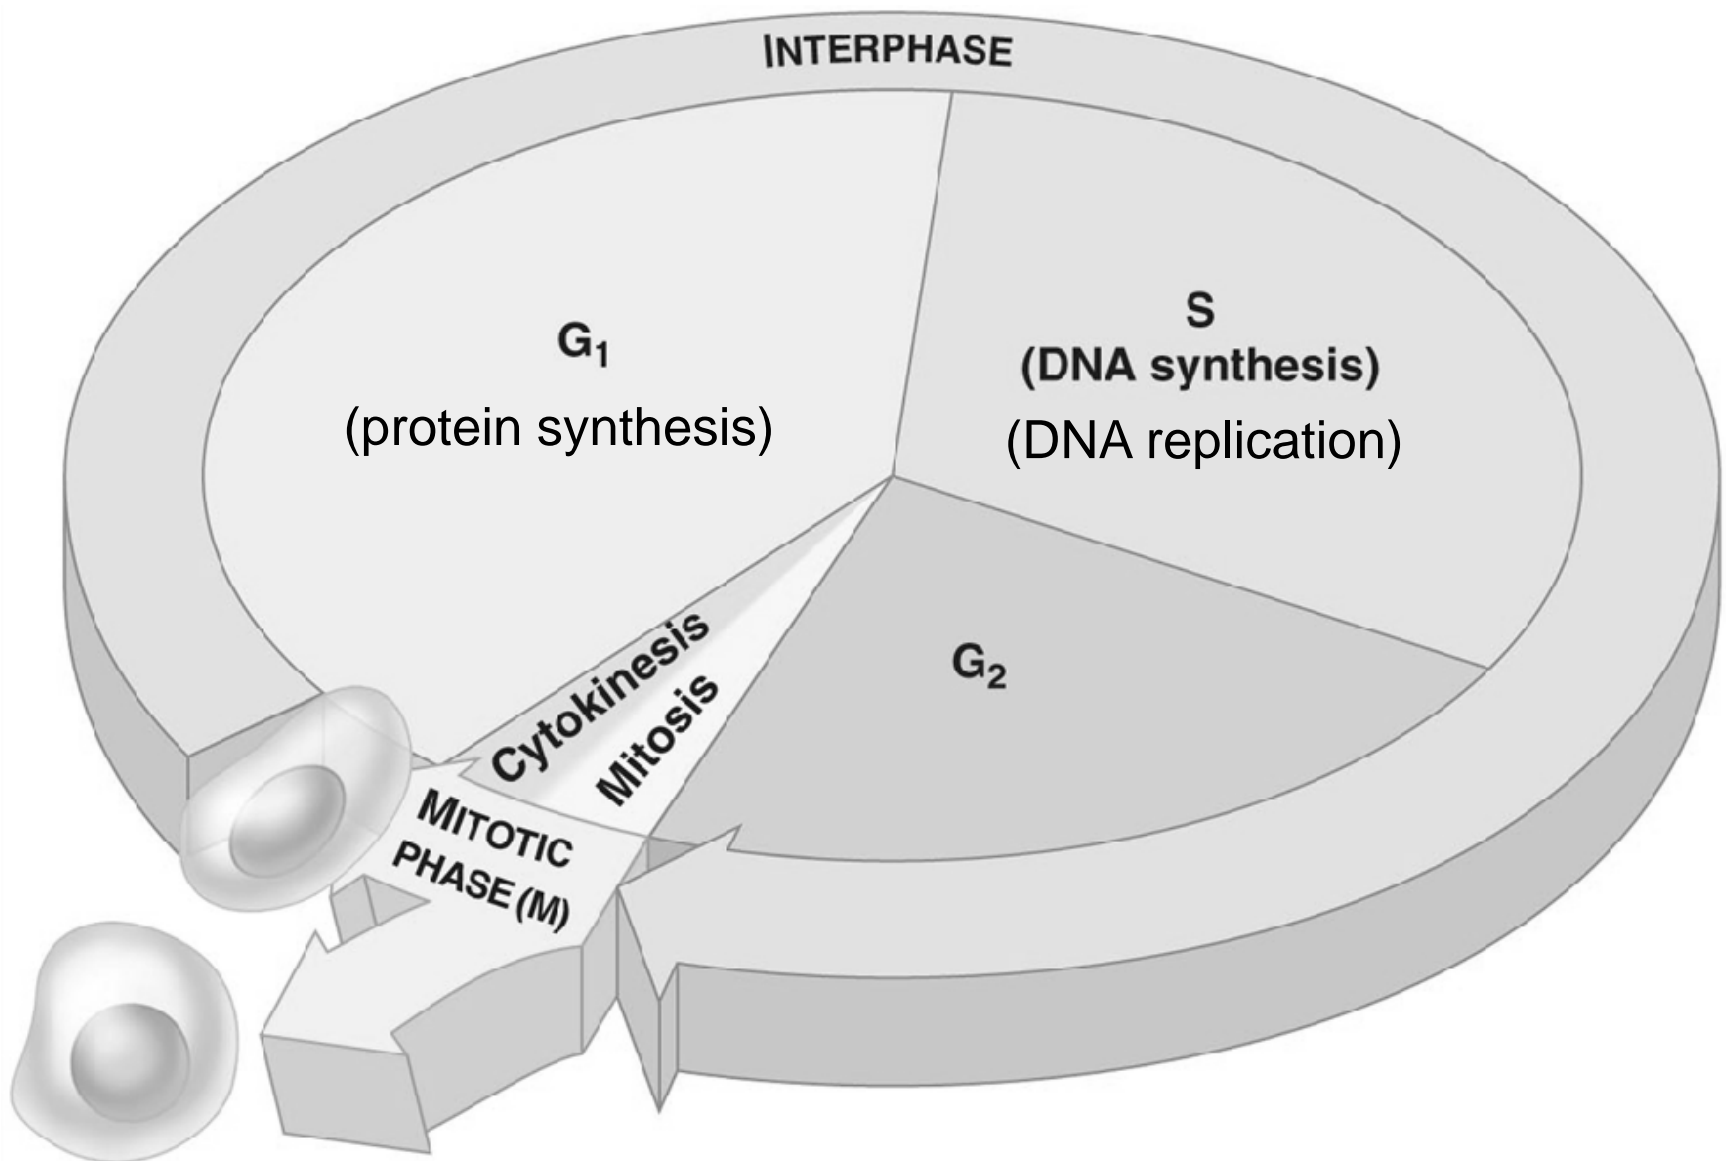 INTERPHASE
G₁
(protein synthesis)
S
(DNA synthesis)
(DNA replication)
G₂
Cytokinesis
Mitosis
MITOTIC
PHASE (M)